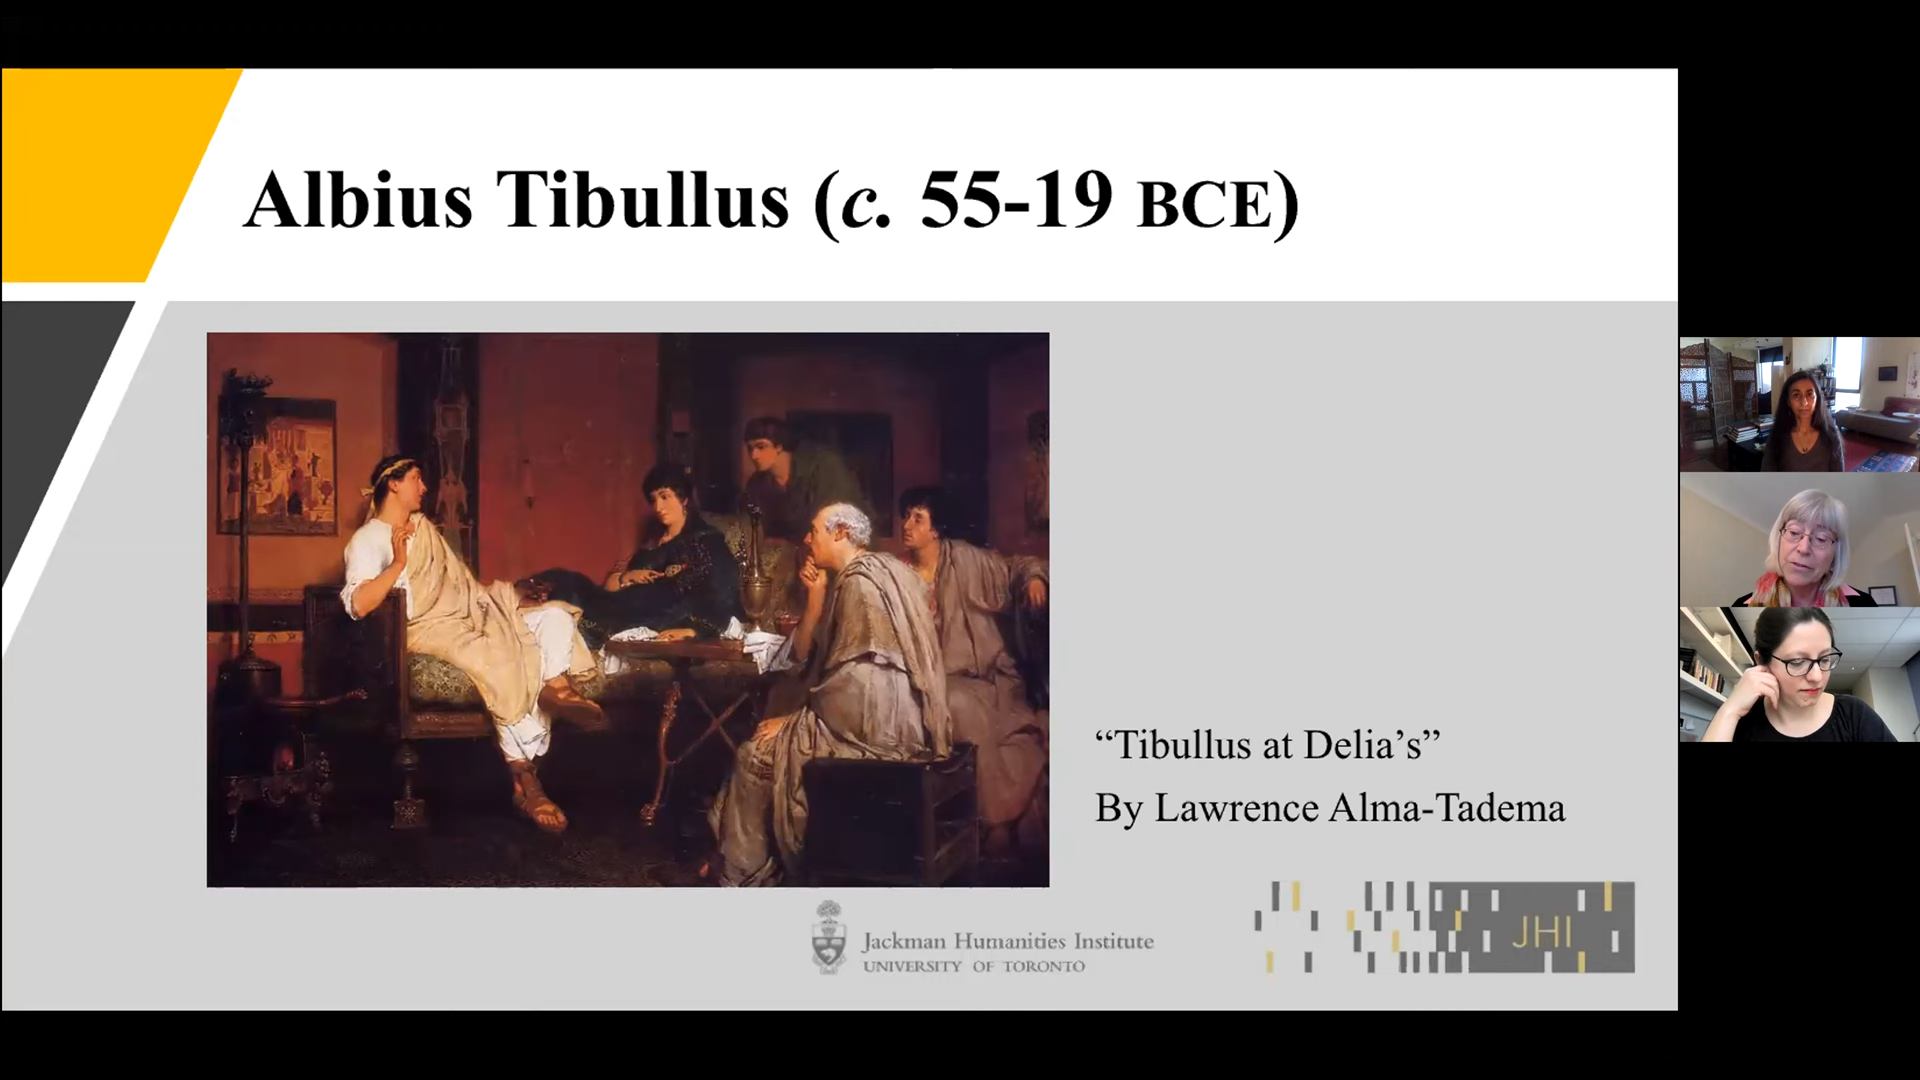 Albius Tibullus (c. 55-19 BCE)
“Tibullus at Delia’s”
By Lawrence Alma-Tadema
Jackman Humanities Institute
UNIVERSITY OF TORONTO
JHI